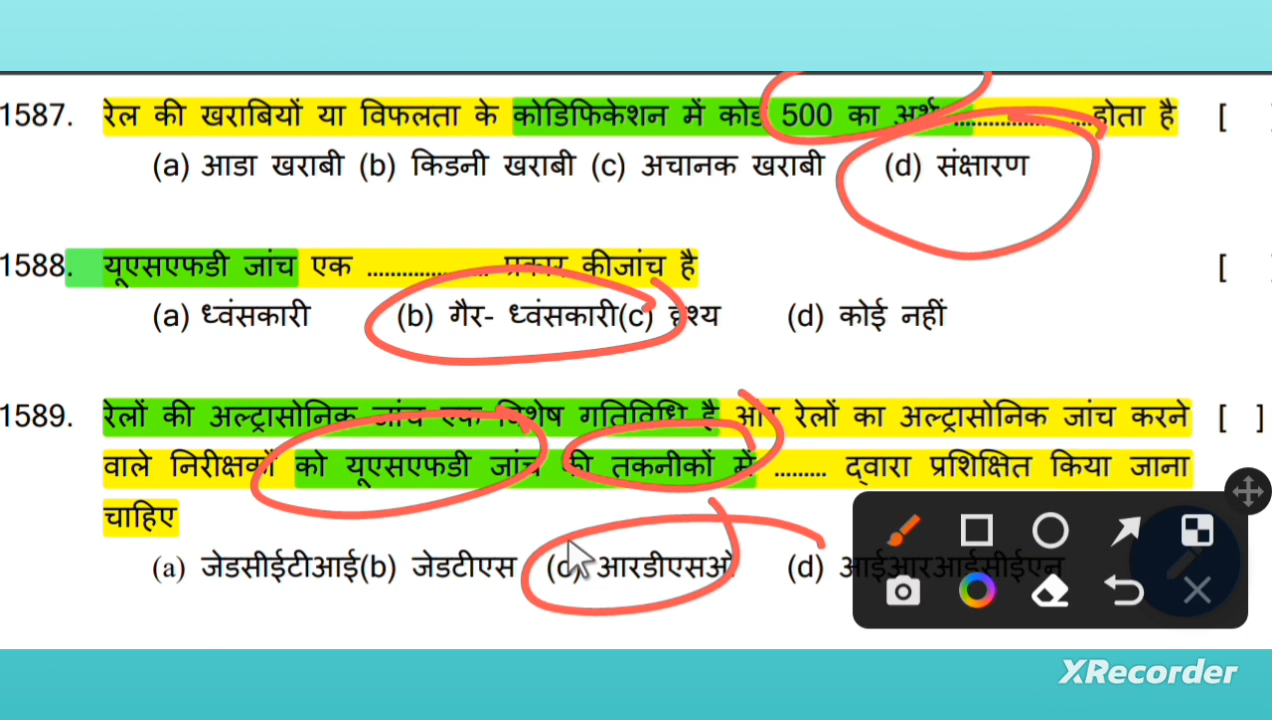 1587. रेल की खराबियों या विफलता के कोडिफिकेशन में कोड 500 का अर्थ ........................होता है [
(a) आडा खराबी (b) किडनी खराबी (c) अचानक खराबी (d) संक्षारण
1588. यूएसएफडी जांच एक ..................... प्रकार कीजांच है [
(a) ध्वंसकारी (b) गैर- ध्वंसकारी(c) दृश्य (d) कोई नहीं
1589. रेलों की अल्ट्रासोनिक जांच एक विशेष गतिविधि है और रेलों का अल्ट्रासोनिक जांच करने [ ]
वाले निरीक्षकों को यूएसएफडी जांच की तकनीकों में ......... द्वारा प्रशिक्षित किया जाना
चाहिए
(a) जेडसीईटीआई(b) जेडटीएस (c) आरडीएसओ (d) आईआरआईसीईएन
XRecorder